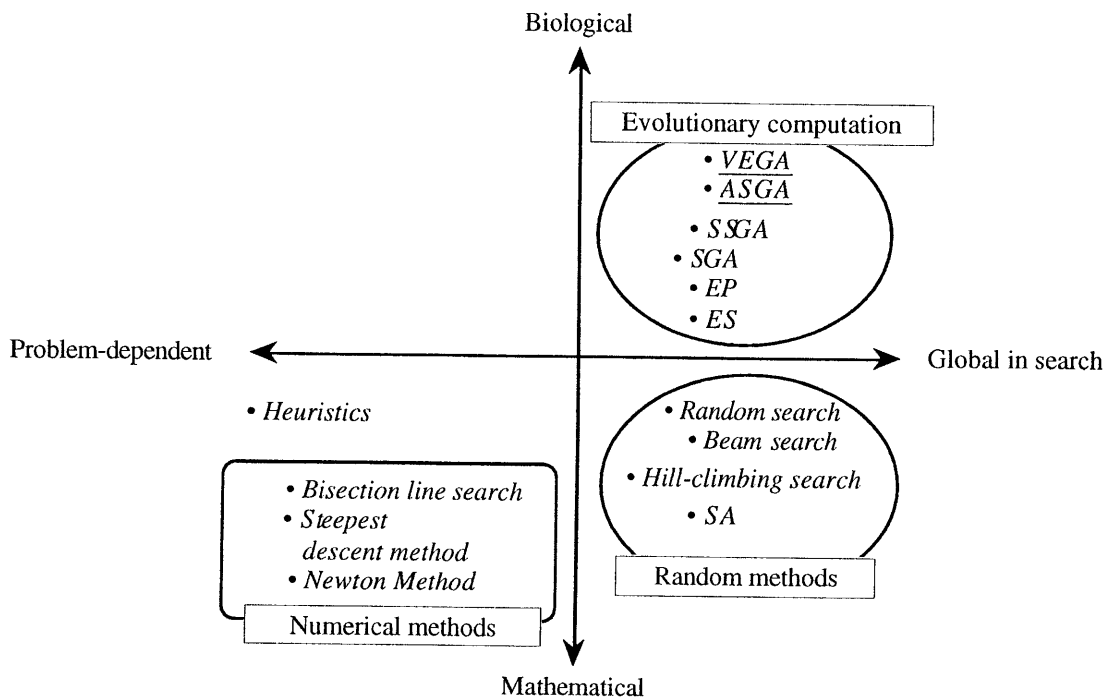 Biological
Evolutionary computation
• VEGA
• ASGA
• SSGA
• SGA
• EP
• ES
Problem-dependent
Global in search
• Heuristics
• Bisection line search
• Steepest
descent method
• Newton Method
Numerical methods
• Random search
• Beam search
• Hill-climbing search
• SA
Random methods
Mathematical